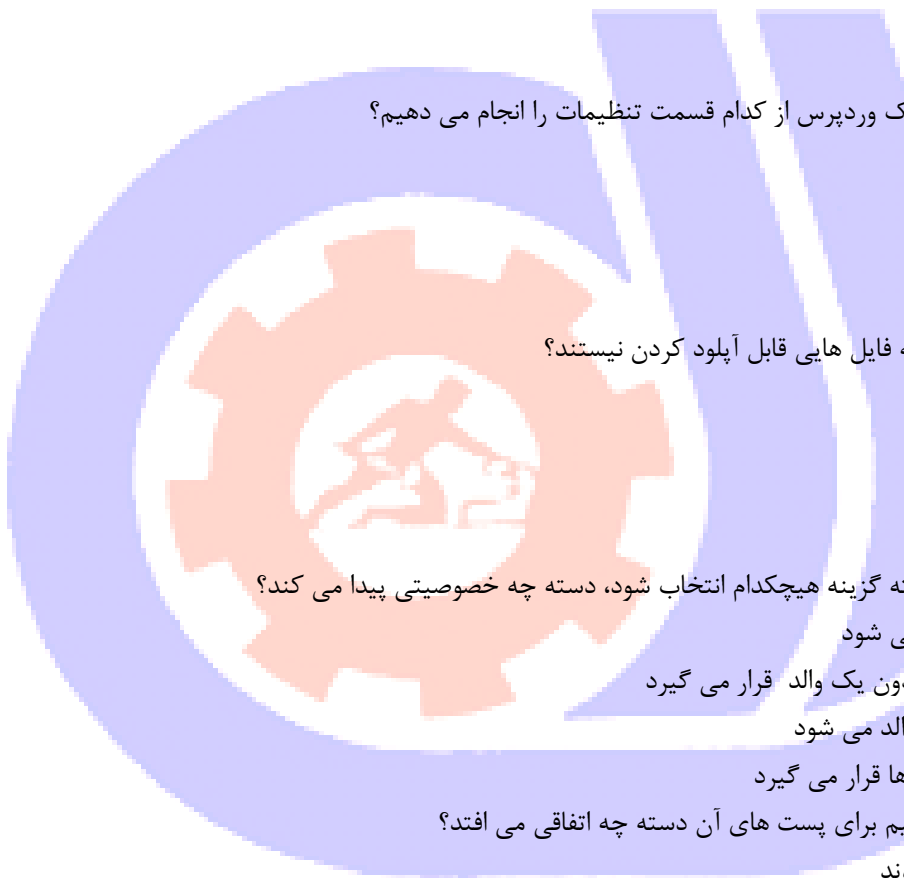 ک وردپرس از کدام قسمت تنظیمات را انجام می دهیم؟
ه فایل هایی قابل آپلود کردن نیستند؟
ته گزینه هیچکدام انتخاب شود، دسته چه خصوصیتی پیدا می کند؟
ی شود
ون یک والد قرار می گیرد
الد می شود
ها قرار می گیرد
یم برای پست های آن دسته چه اتفاقی می افتد؟
وند